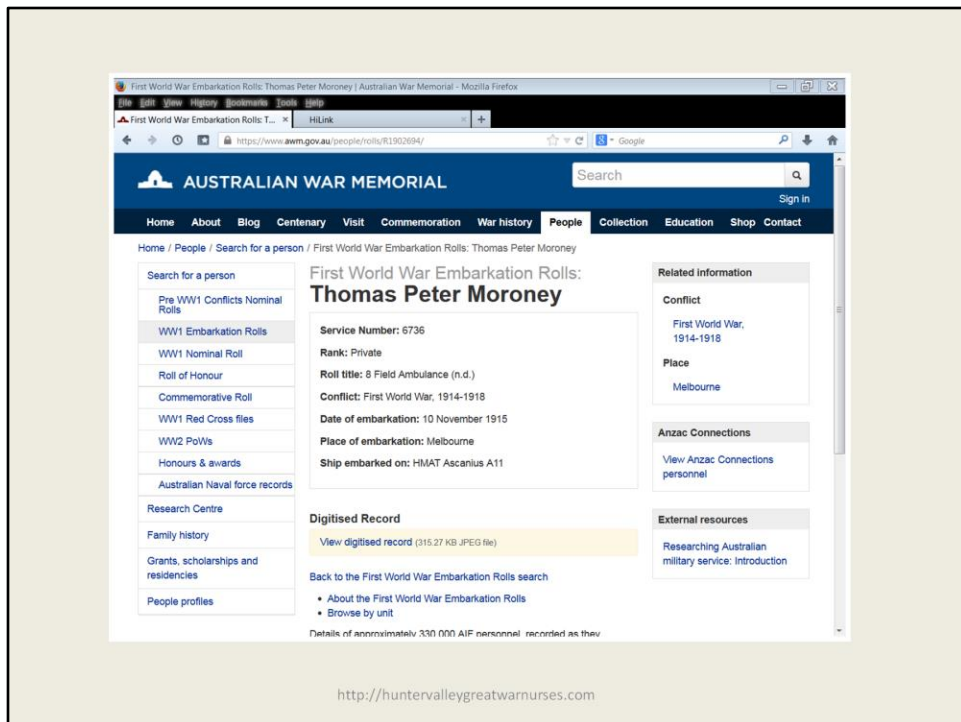 First World War Embarkation Rolls: Thomas Peter Moroney | Australian War Memorial - Mozilla Firefox
File Edit View History Bookmarks Tools Help
First World War Embarkation Rolls: T... ×
HiLink ×
+
https://www.awm.gov.au/people/rolls/R1902694/
Google
AUSTRALIAN WAR MEMORIAL
Search
Sign in
Home About Blog Centenary Visit Commemoration War history People Collection Education Shop Contact
Home / People / Search for a person / First World War Embarkation Rolls: Thomas Peter Moroney
Search for a person
Pre WW1 Conflicts Nominal
Rolls
WW1 Embarkation Rolls
WW1 Nominal Roll
Roll of Honour
Commemorative Roll
WW1 Red Cross files
WW2 PoWs
Honours & awards
Australian Naval force records
Research Centre
Family history
Grants, scholarships and
residencies
People profiles
First World War Embarkation Rolls:
Thomas Peter Moroney
Service Number: 6736
Rank: Private
Roll title: 8 Field Ambulance (n.d.)
Conflict: First World War, 1914-1918
Date of embarkation: 10 November 1915
Place of embarkation: Melbourne
Ship embarked on: HMAT Ascanius A11
Digitised Record
View digitised record (315.27 KB JPEG file)
Back to the First World War Embarkation Rolls search
• About the First World War Embarkation Rolls
• Browse by unit
Details of approximately 330,000 AIF personnel, recorded as they
Related information
Conflict
First World War,
1914-1918
Place
Melbourne
Anzac Connections
View Anzac Connections
personnel
External resources
Researching Australian
military service: Introduction
http://huntervalleygreatwarnurses.com